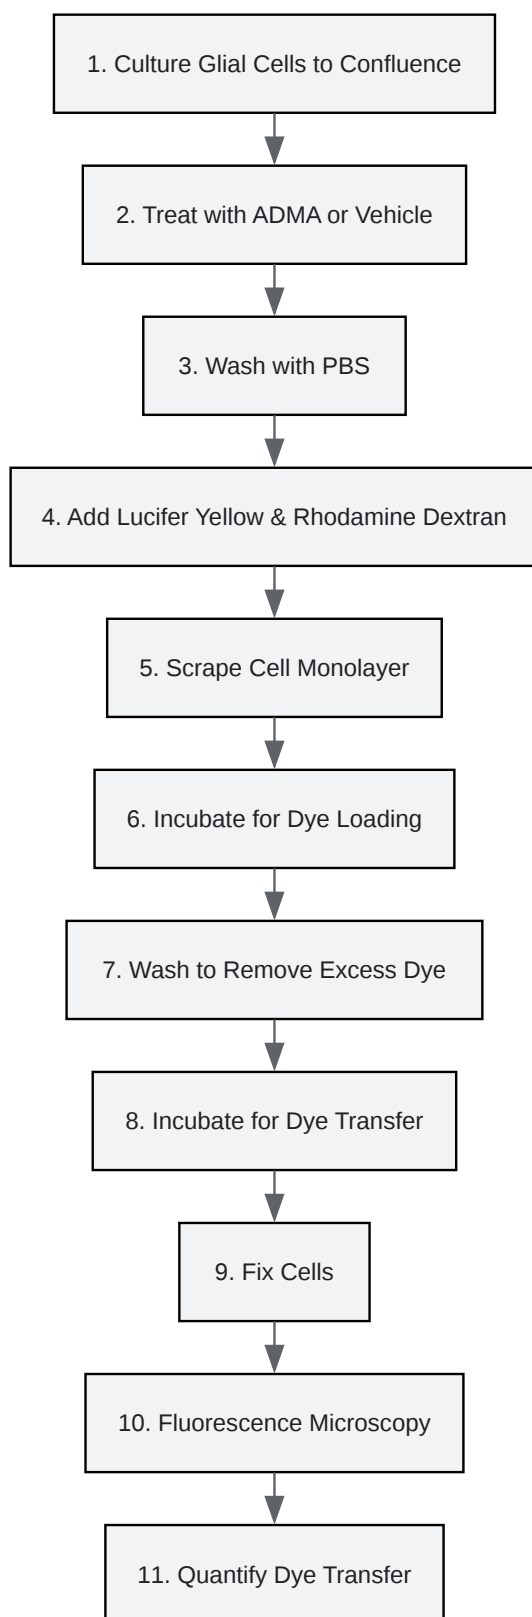 1. Culture Glial Cells to Confluence
2. Treat with ADMA or Vehicle
3. Wash with PBS
4. Add Lucifer Yellow & Rhodamine Dextran
5. Scrape Cell Monolayer
6. Incubate for Dye Loading
7. Wash to Remove Excess Dye
8. Incubate for Dye Transfer
9. Fix Cells
10. Fluorescence Microscopy
11. Quantify Dye Transfer